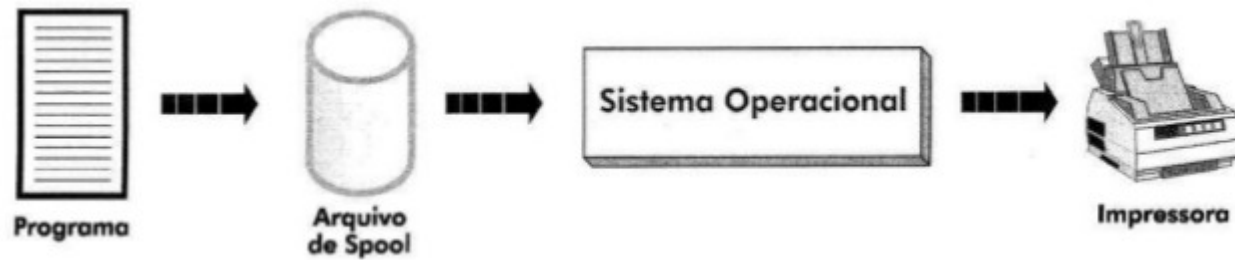 Programa
Arquivo
de Spool
Sistema Operacional
Impressora